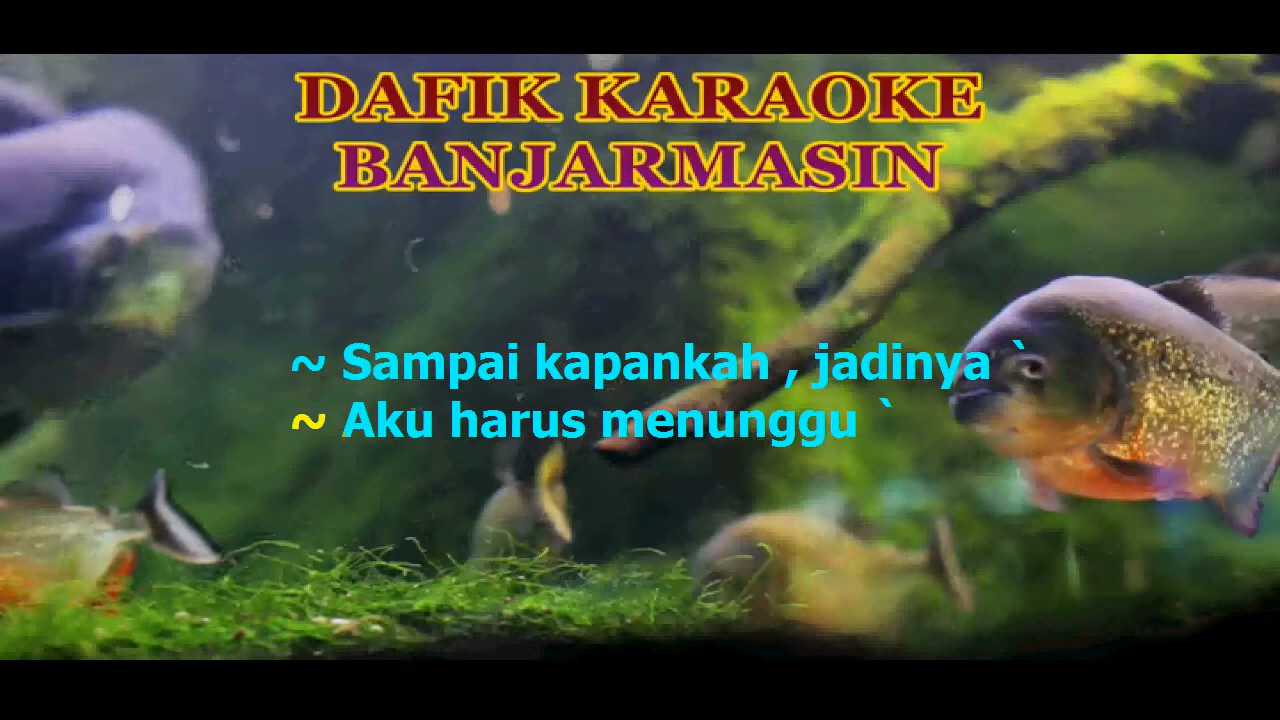 DAFIK KARAOKE
BANJARMASIN
~ Sampai kapankah , jadinya `
~ Aku harus menunggu `